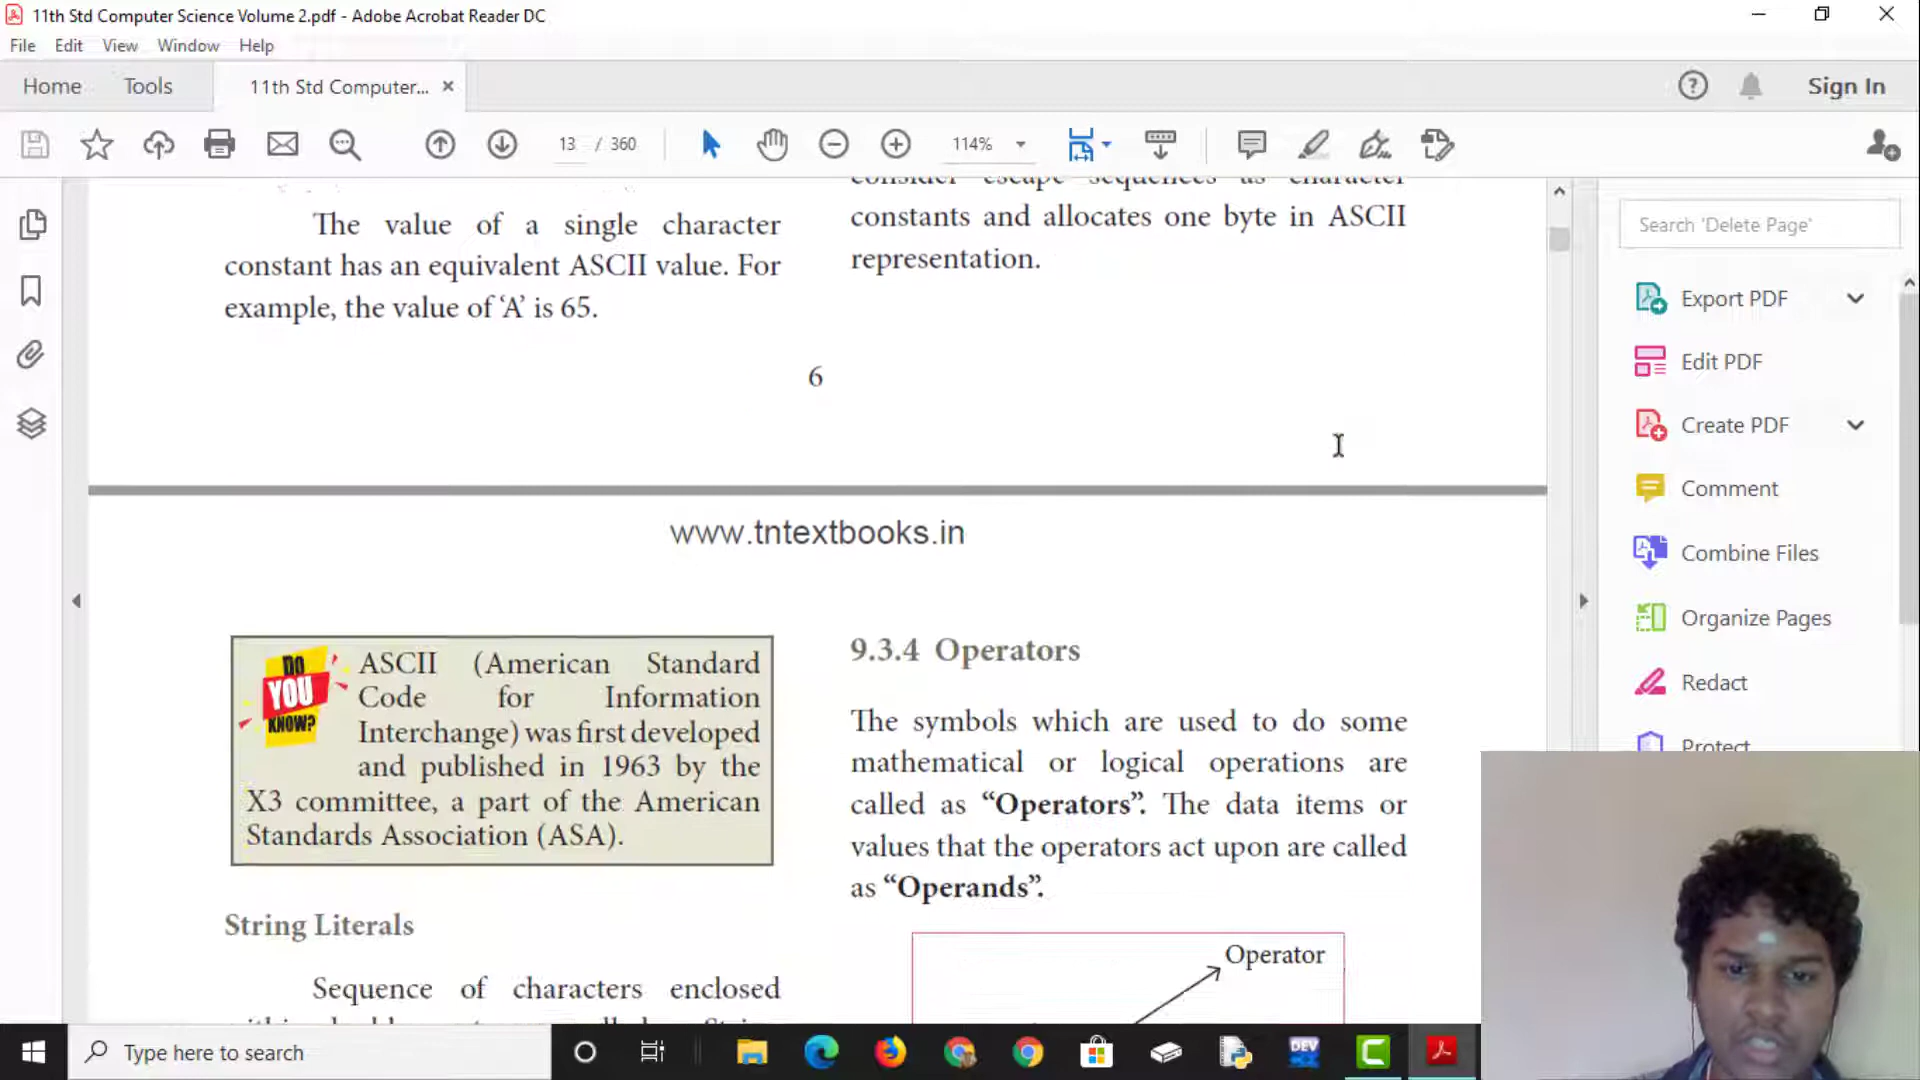 11th Std Computer Science Volume 2.pdf - Adobe Acrobat Reader DC
File Edit View Window Help
Home Tools 11th Std Computer... × Sign In
13 / 360 114%
consider escape sequences as character
constants and allocates one byte in ASCII
representation.
The value of a single character
constant has an equivalent ASCII value. For
example, the value of ‘A’ is 65.
6
www.tntextbooks.in
DO
YOU
KNOW?
ASCII (American Standard
Code for Information
Interchange) was first developed
and published in 1963 by the
X3 committee, a part of the American
Standards Association (ASA).
String Literals
Sequence of characters enclosed
9.3.4 Operators
The symbols which are used to do some
mathematical or logical operations are
called as “Operators”. The data items or
values that the operators act upon are called
as “Operands”.
Operator
Search 'Delete Page'
Export PDF
Edit PDF
Create PDF
Comment
Combine Files
Organize Pages
Redact
Protect
Type here to search
DEV